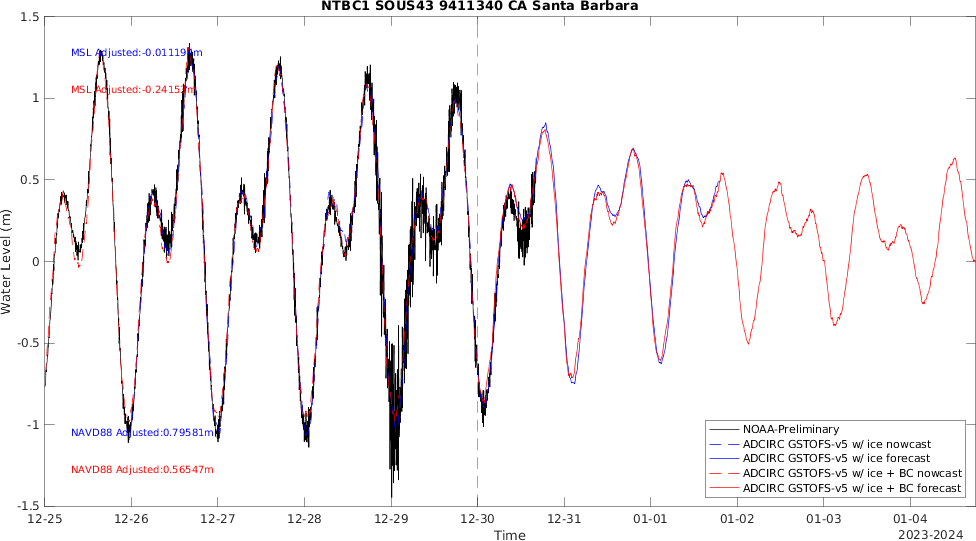 NTBC1 SOUS43 9411340 CA Santa Barbara
1.5
MSL Adjusted:-0.01119
1
MSL Adjusted:-0.2415
0.5
Water Level (m)
0
-0.5
-1
NAVD88 Adjusted:0.79581m
NAVD88 Adjusted:0.56547m
NOAA-Preliminary
ADCIRC GSTOFS-v5 w/ ice nowcast
ADCIRC GSTOFS-v5 w/ ice forecast
ADCIRC GSTOFS-v5 w/ ice + BC nowcast
ADCIRC GSTOFS-v5 w/ ice + BC forecast
-1.5
12-25 12-26 12-27 12-28 12-29 12-30 12-31 01-01 01-02 01-03 01-04
Time
2023-2024